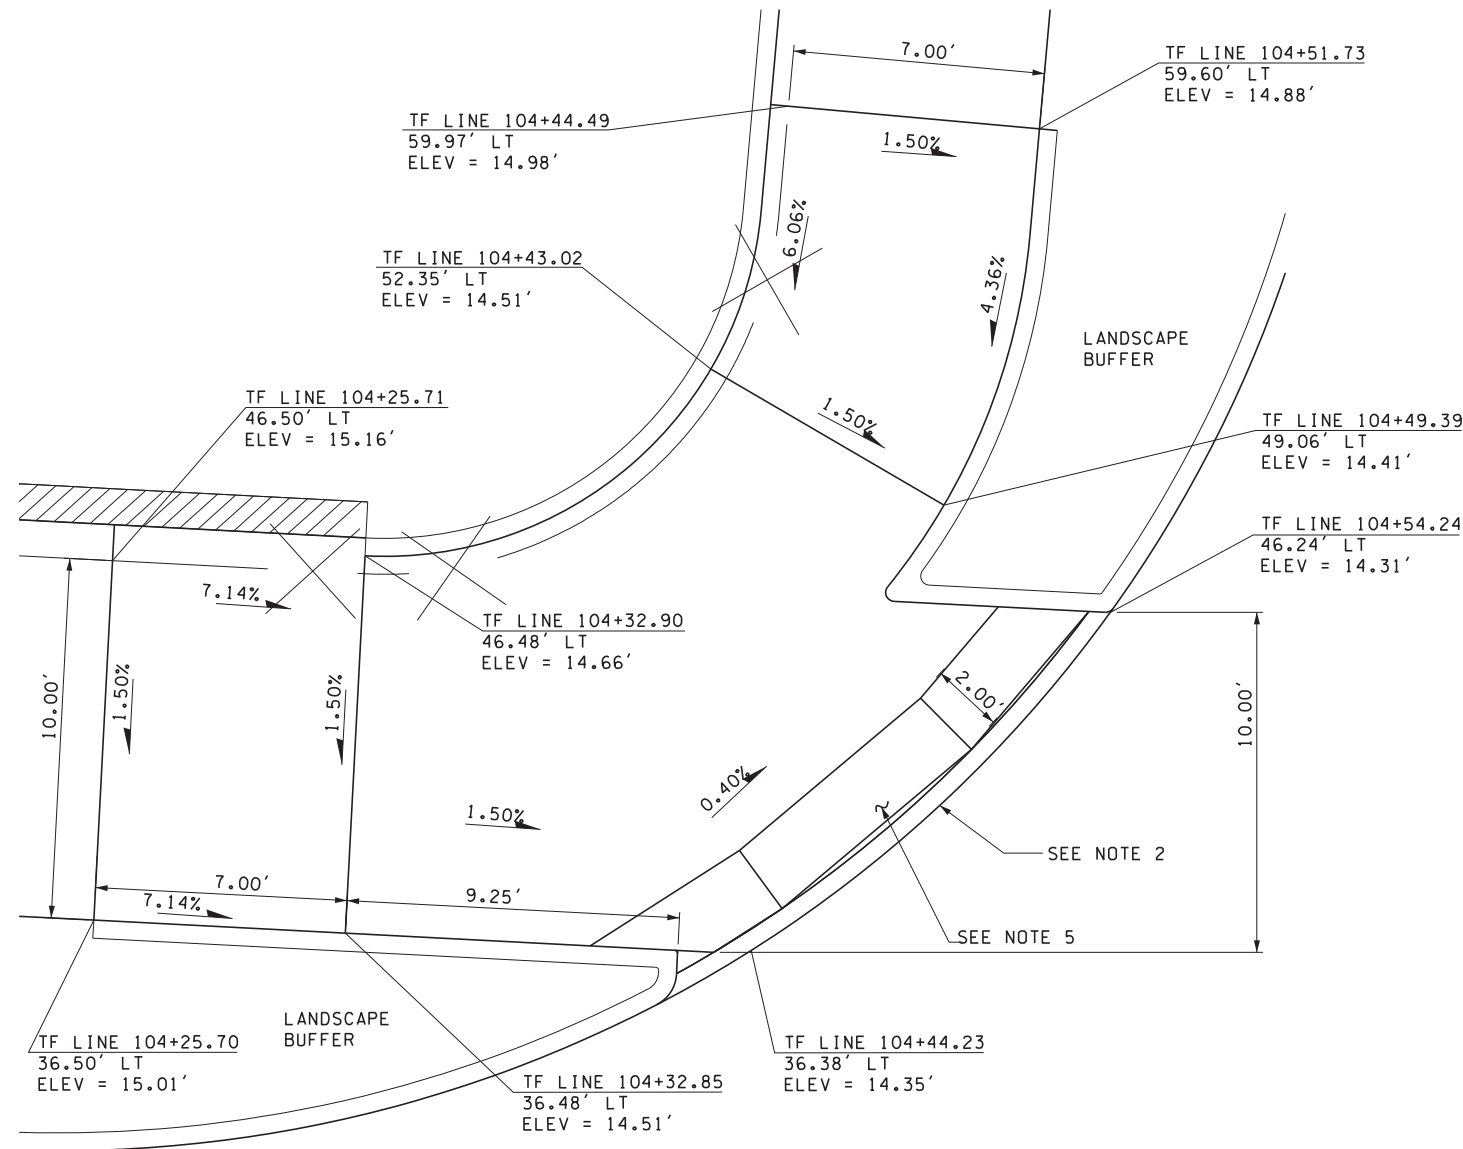 7.00′
TF LINE 104+51.73
59.60′ LT
ELEV = 14.88′
TF LINE 104+44.49
59.97′ LT
ELEV = 14.98′
1.50%
6.06%
4.36%
TF LINE 104+43.02
52.35′ LT
ELEV = 14.51′
LANDSCAPE
BUFFER
TF LINE 104+25.71
46.50′ LT
ELEV = 15.16′
1.50%
TF LINE 104+49.39
49.06′ LT
ELEV = 14.41′
TF LINE 104+54.24
46.24′ LT
ELEV = 14.31′
7.14%
TF LINE 104+32.90
46.48′ LT
ELEV = 14.66′
10.00′
1.50%
1.50%
2.00′
10.00′
0.40%
1.50%
SEE NOTE 2
7.00′
9.25′
7.14%
SEE NOTE 5
LANDSCAPE
BUFFER
TF LINE 104+25.70
36.50′ LT
ELEV = 15.01′
TF LINE 104+44.23
36.38′ LT
ELEV = 14.35′
TF LINE 104+32.85
36.48′ LT
ELEV = 14.51′